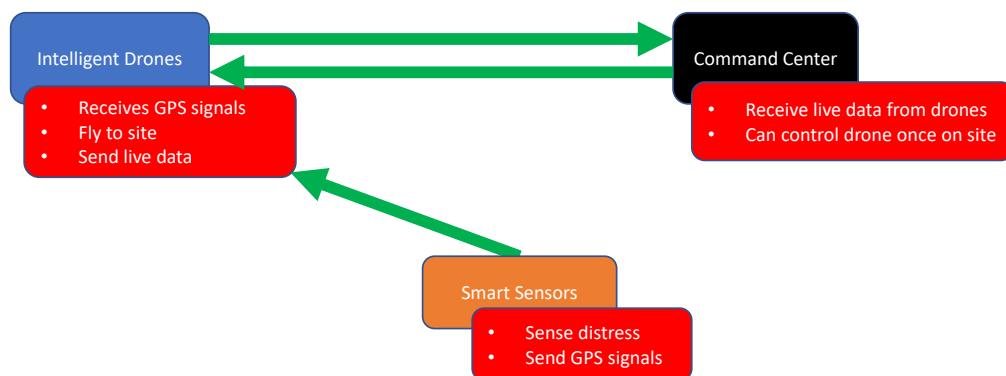 Intelligent Drones
• Receives GPS signals
• Fly to site
• Send live data
Command Center
• Receive live data from drones
• Can control drone once on site
Smart Sensors
• Sense distress
• Send GPS signals